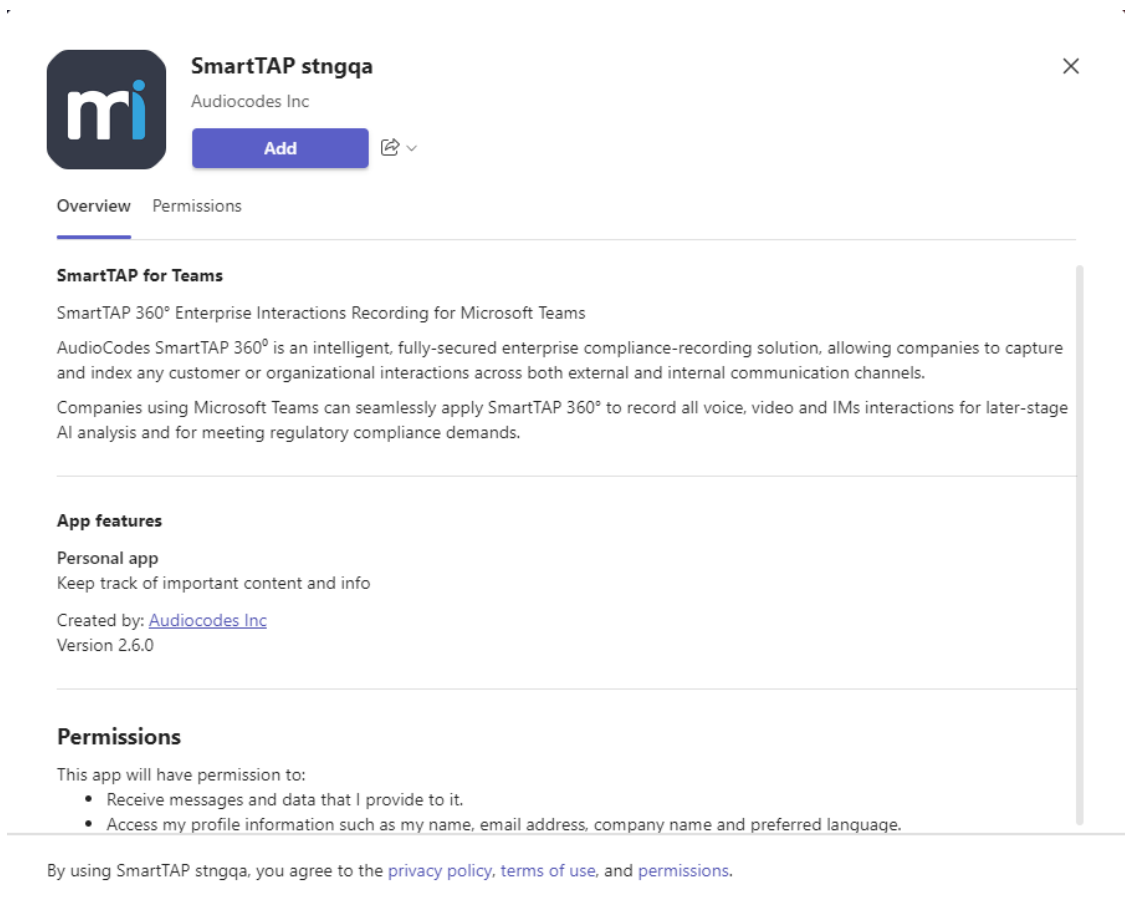 mi
SmartTAP stngqa
Audiocodes Inc
Add
Overview Permissions
SmartTAP for Teams
SmartTAP 360° Enterprise Interactions Recording for Microsoft Teams
AudioCodes SmartTAP 360⁰ is an intelligent, fully-secured enterprise compliance-recording solution, allowing companies to capture
and index any customer or organizational interactions across both external and internal communication channels.
Companies using Microsoft Teams can seamlessly apply SmartTAP 360° to record all voice, video and IMs interactions for later-stage
AI analysis and for meeting regulatory compliance demands.
App features
Personal app
Keep track of important content and info
Created by: Audiocodes Inc
Version 2.6.0
Permissions
This app will have permission to:
• Receive messages and data that I provide to it.
• Access my profile information such as my name, email address, company name and preferred language.
By using SmartTAP stngqa, you agree to the privacy policy, terms of use, and permissions.